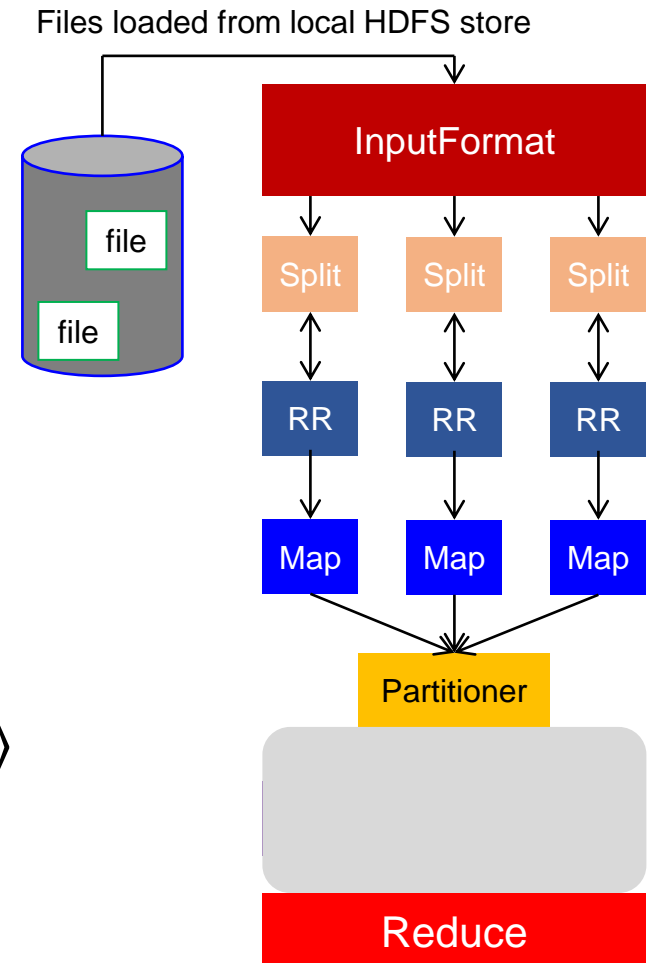 Files loaded from local HDFS store
InputFormat
file
file
Split Split Split
RR RR RR
Map Map Map
Partitioner
Reduce